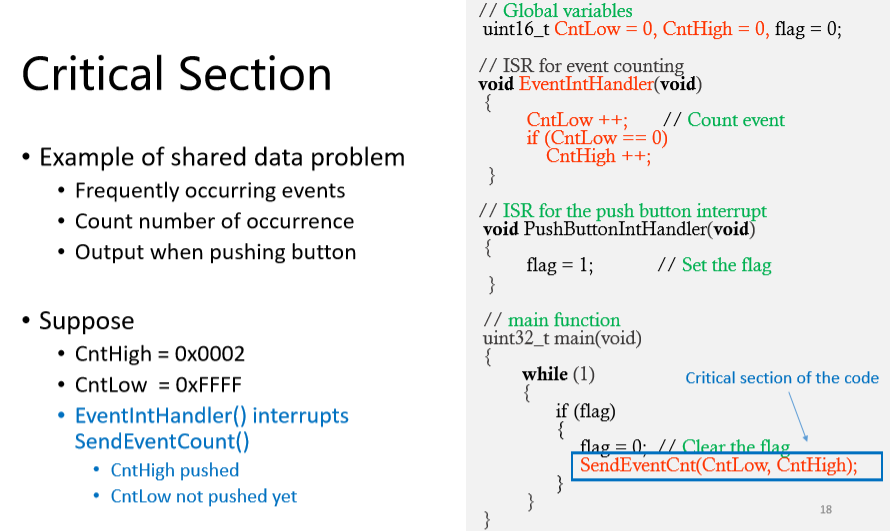 Critical Section
• Example of shared data problem
• Frequently occurring events
• Count number of occurrence
• Output when pushing button
• Suppose
• CntHigh = 0x0002
• CntLow = 0xFFFF
• EventIntHandler() interrupts
SendEventCount()
• CntHigh pushed
• CntLow not pushed yet
// Global variables
uint16_t CntLow = 0, CntHigh = 0, flag = 0;
// ISR for event counting
void EventIntHandler(void)
{
CntLow ++; // Count event
if (CntLow == 0)
CntHigh ++;
}
// ISR for the push button interrupt
void PushButtonIntHandler(void)
{
flag = 1; // Set the flag
}
// main function
uint32_t main(void)
{
while (1)
{
Critical section of the code
if (flag)
{
flag = 0; // Clear the flag
SendEventCnt(CntLow, CntHigh);
}
}
}
18